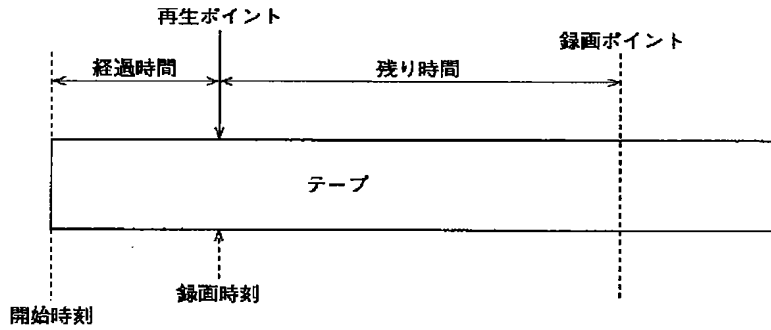 再生ポイント
録画ポイント
経過時間
残り時間
テープ
録画時刻
開始時刻